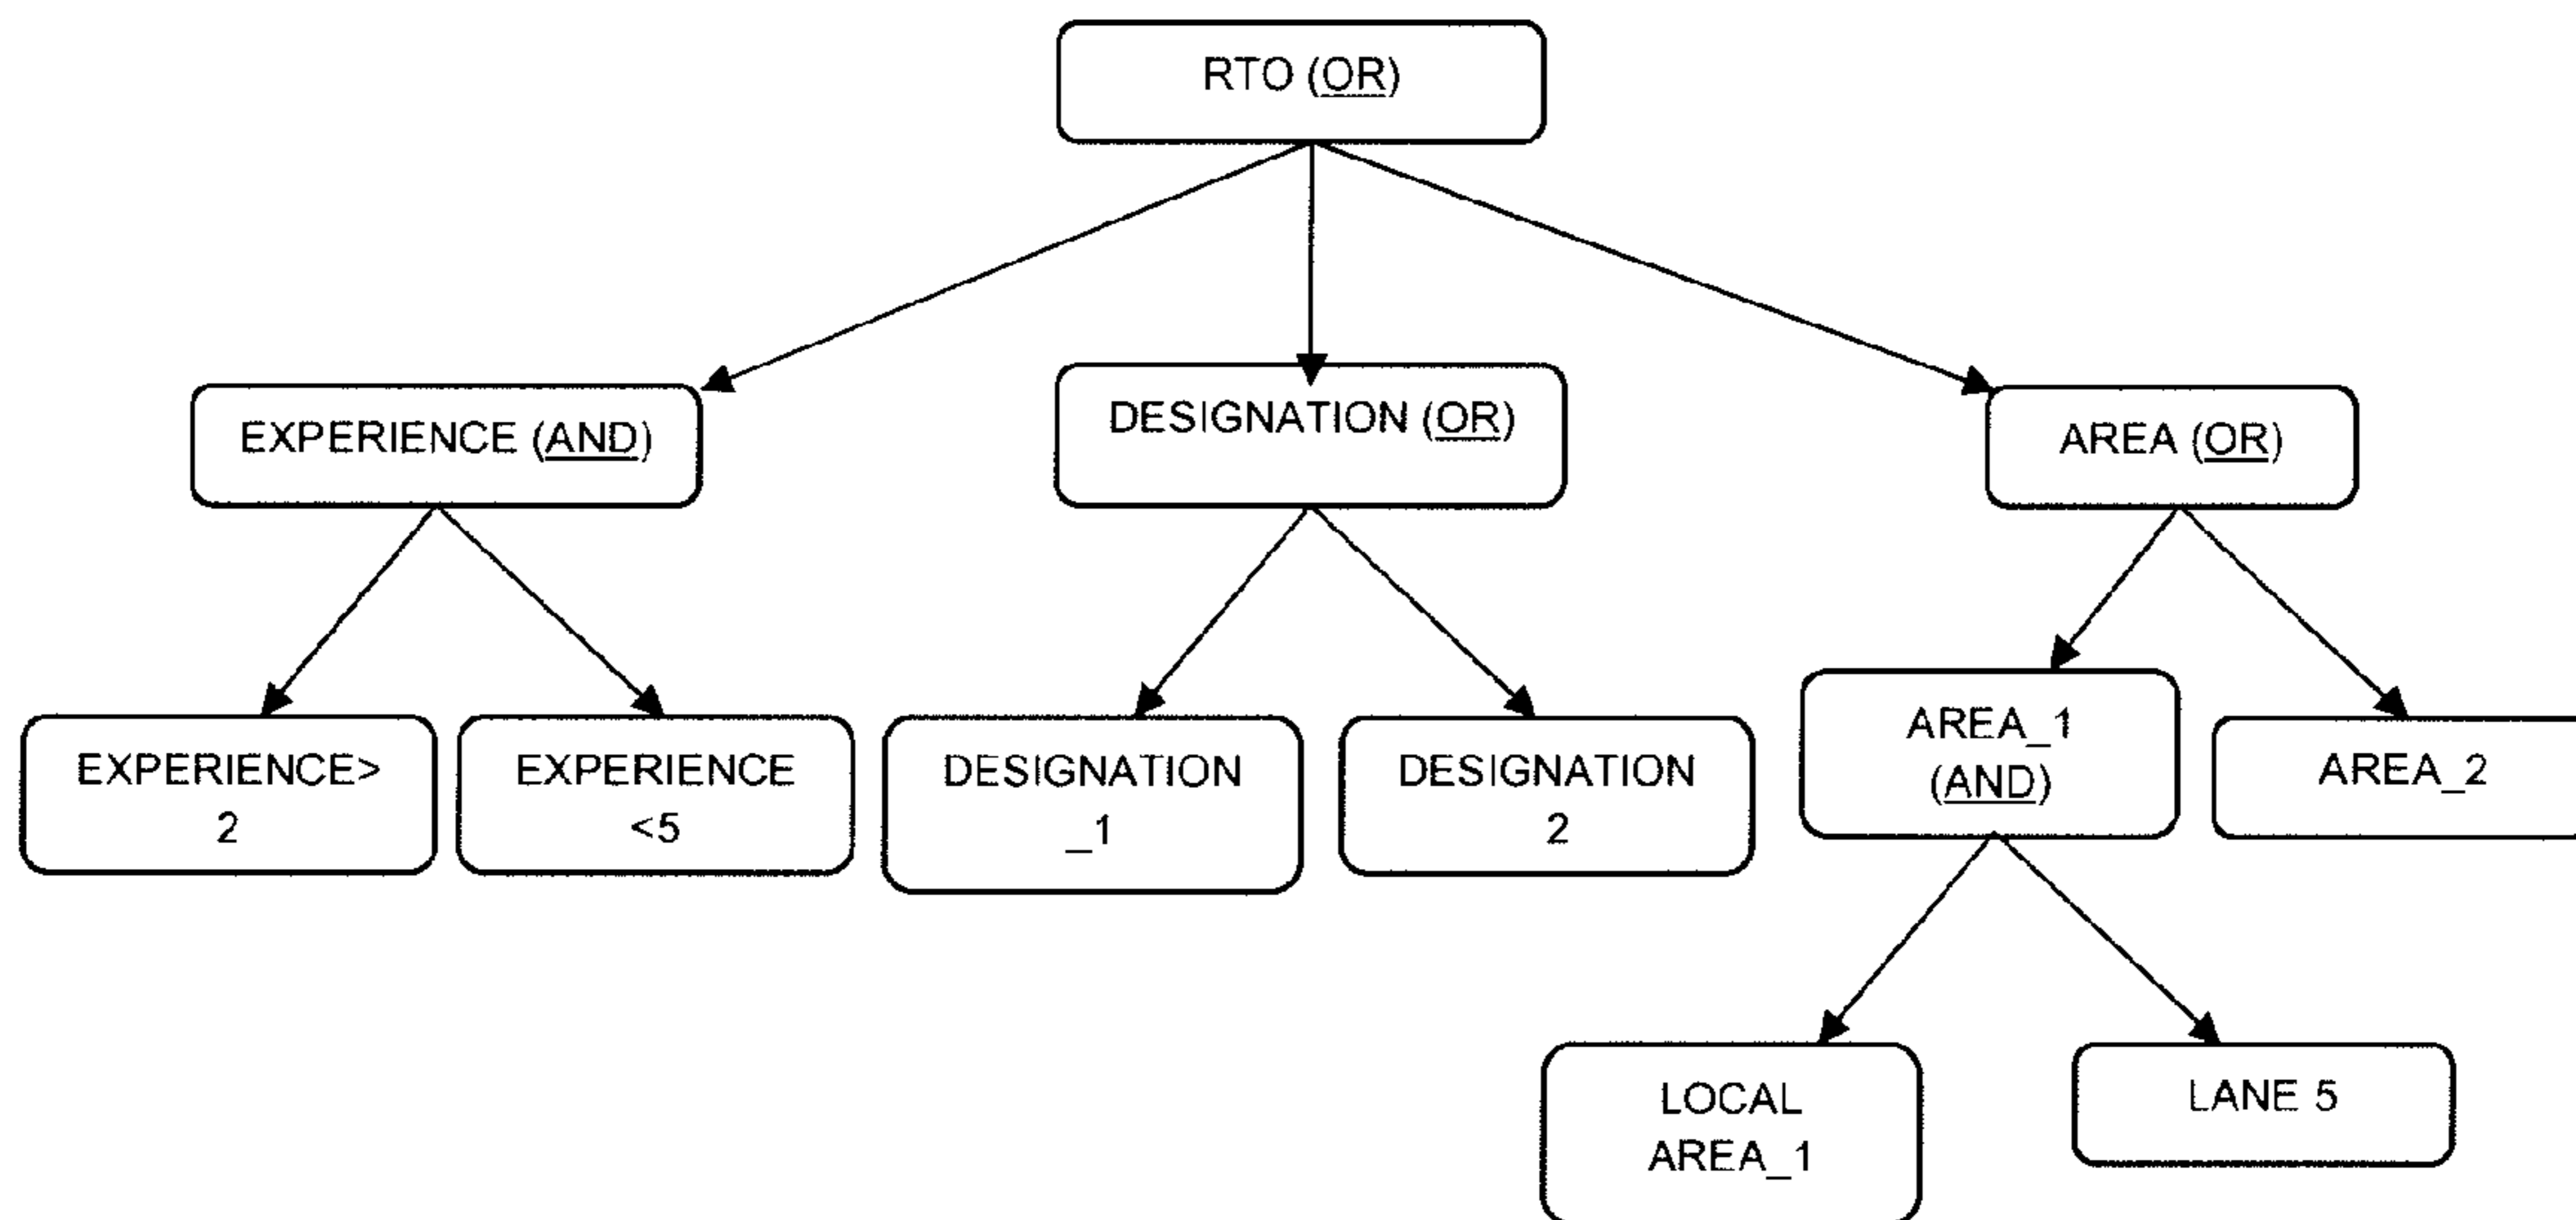 RTO (OR)
EXPERIENCE (AND)
DESIGNATION (OR)
AREA (OR)
EXPERIENCE>
2
EXPERIENCE
<5
DESIGNATION
_1
DESIGNATION
2
AREA_1
(AND)
AREA_2
LOCAL
AREA_1
LANE 5